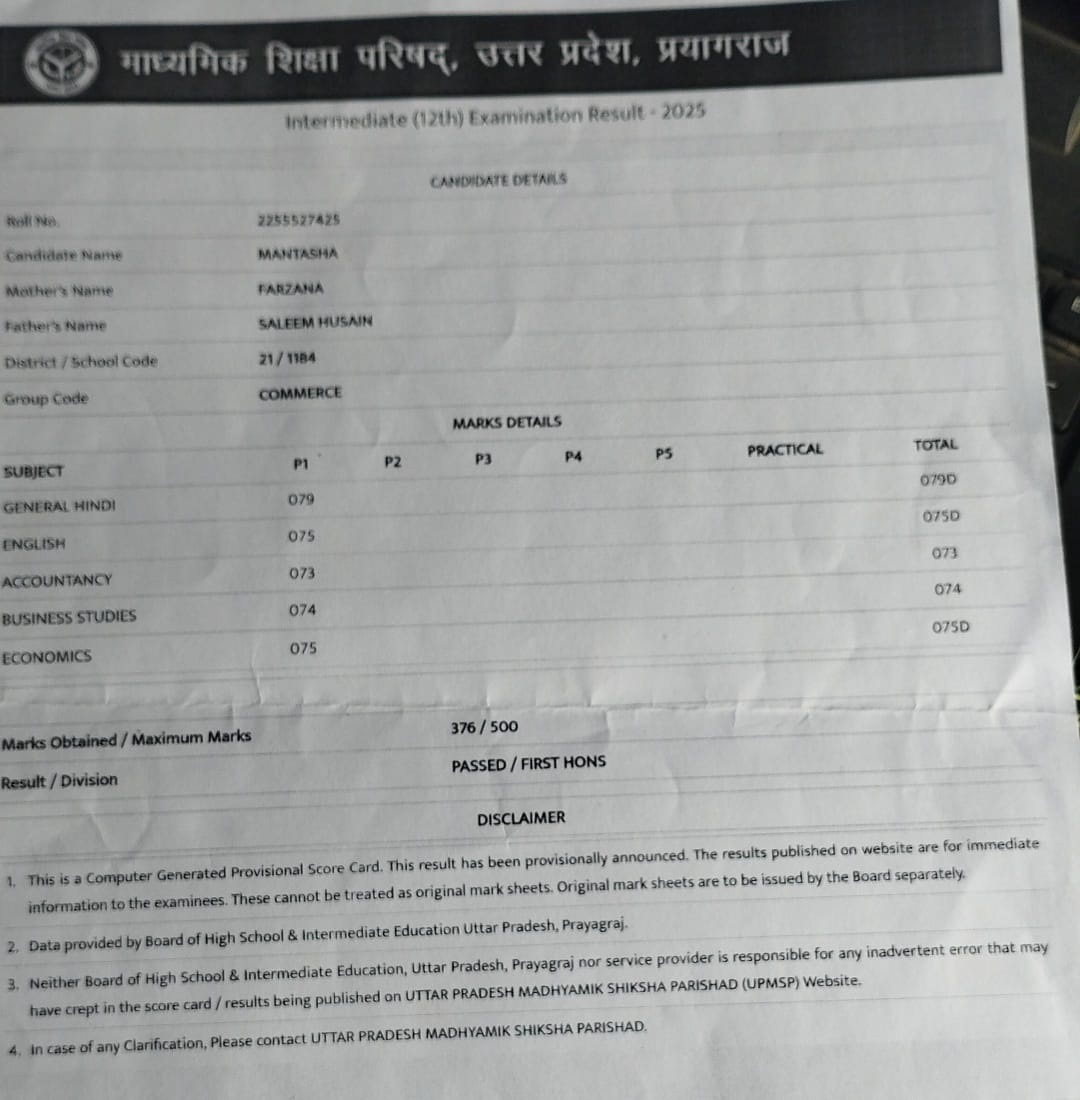 माध्यमिक शिक्षा परिषद्, उत्तर प्रदेश, प्रयागराज
Intermediate (12th) Examination Result - 2025
CANDIDATE DETAILS
Roll No. 2255527425
Candidate Name MANTASHA
Mother's Name FARZANA
Father's Name SALEEM HUSAIN
District / School Code 21 / 1184
Group Code COMMERCE
MARKS DETAILS
SUBJECT P1 P2 P3 P4 P5 PRACTICAL TOTAL
GENERAL HINDI 079 079D
ENGLISH 075 075D
ACCOUNTANCY 073 073
BUSINESS STUDIES 074 074
ECONOMICS 075 075D
Marks Obtained / Maximum Marks 376 / 500
Result / Division PASSED / FIRST HONS
DISCLAIMER
1. This is a Computer Generated Provisional Score Card. This result has been provisionally announced. The results published on website are for immediate
information to the examinees. These cannot be treated as original mark sheets. Original mark sheets are to be issued by the Board separately.
2. Data provided by Board of High School & Intermediate Education Uttar Pradesh, Prayagraj.
3. Neither Board of High School & Intermediate Education, Uttar Pradesh, Prayagraj nor service provider is responsible for any inadvertent error that may
have crept in the score card / results being published on UTTAR PRADESH MADHYAMIK SHIKSHA PARISHAD (UPMSP) Website.
4. In case of any Clarification, Please contact UTTAR PRADESH MADHYAMIK SHIKSHA PARISHAD.